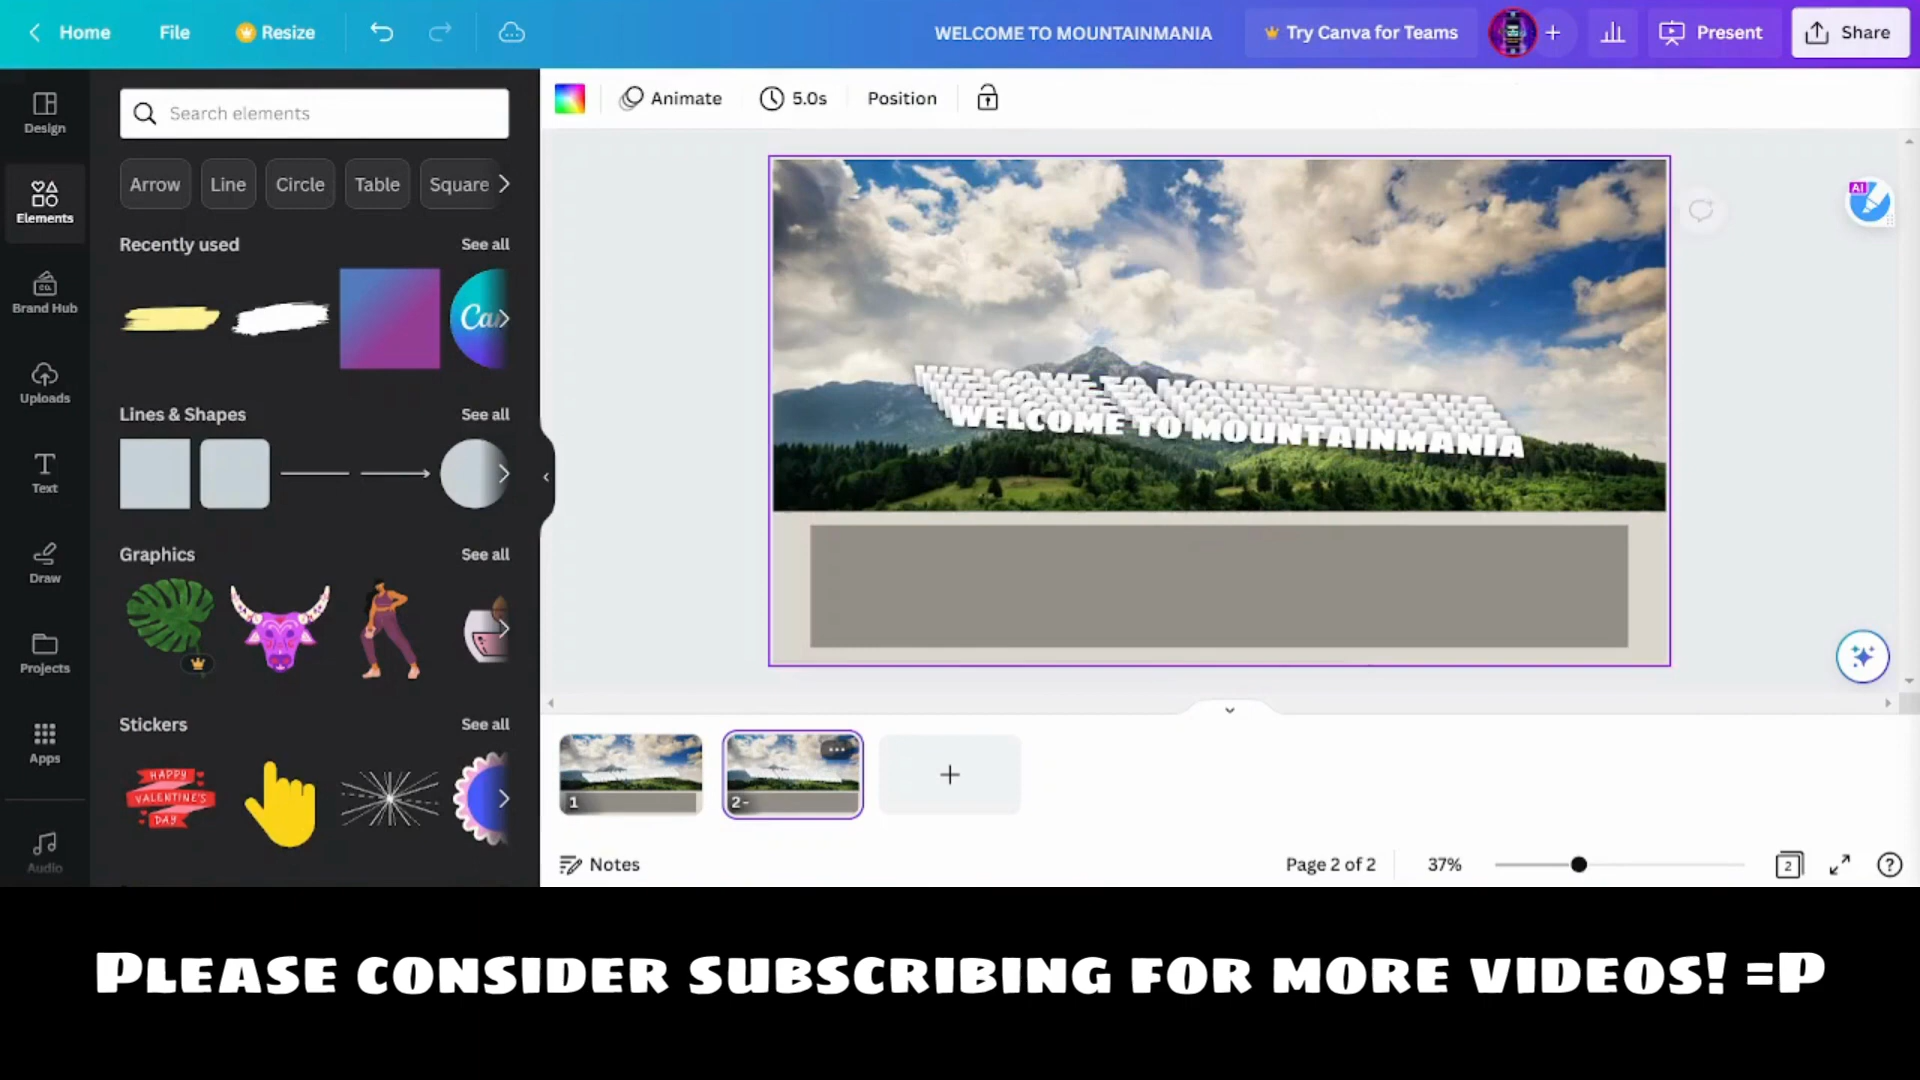 Home
File
Resize
WELCOME TO MOUNTAINMANIA
Try Canva for Teams
Present
Share
Design
Elements
Brand Hub
Uploads
Text
Draw
Projects
Apps
Audio
Search elements
Arrow
Line
Circle
Table
Square
Recently used
See all
Lines & Shapes
See all
Graphics
See all
Stickers
See all
HAPPY
VALENTINE'S
DAY
Animate
5.0s
Position
AI
WELCOME TO MOUNTAINMANIA
1
2-
Notes
Page 2 of 2
37%
2
PLEASE CONSIDER SUBSCRIBING FOR MORE VIDEOS! =P